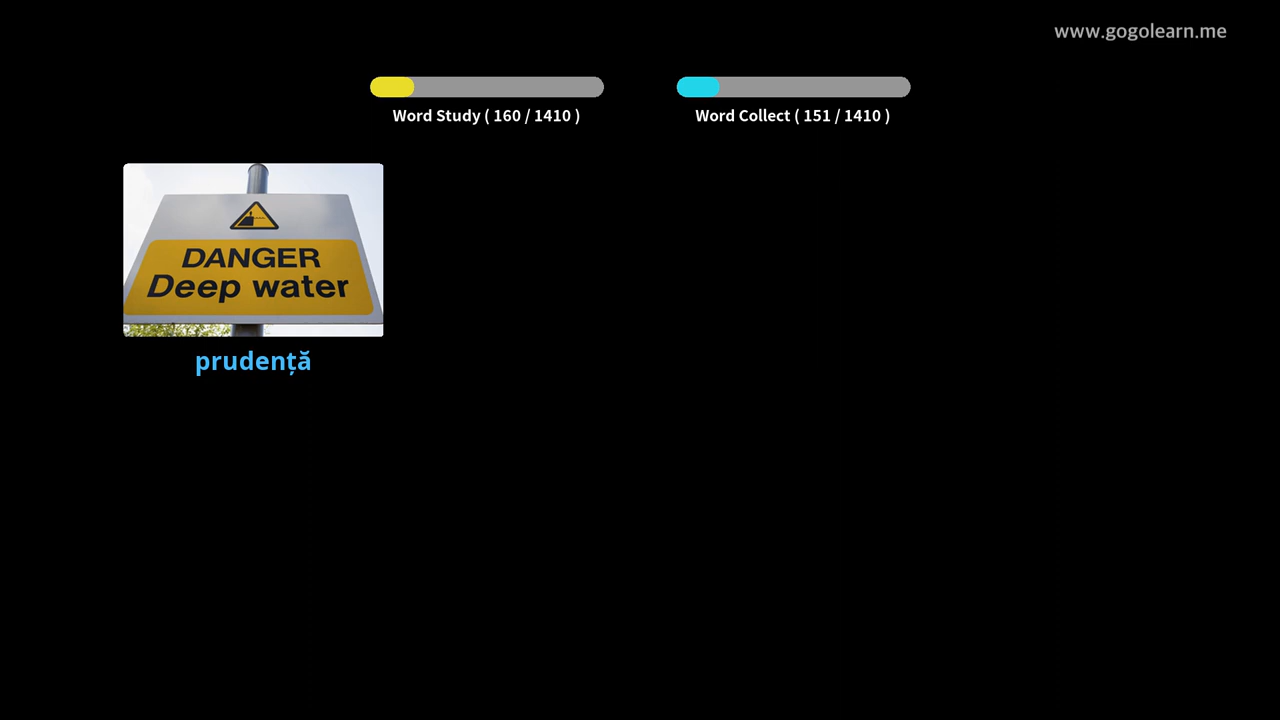 www.gogolearn.me
Word Study ( 160 / 1410 )
Word Collect ( 151 / 1410 )
DANGER
Deep water
prudență